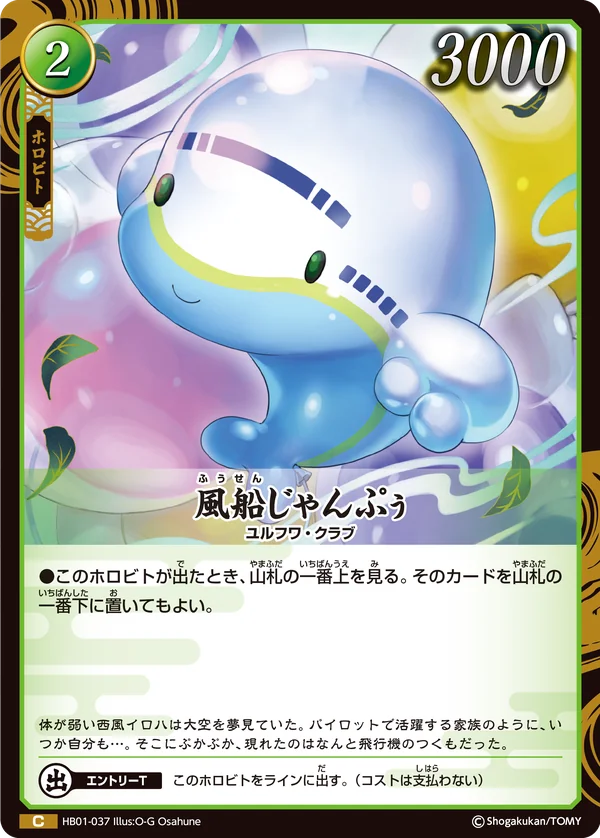 2
3000
ホロビト
ふうせん
風船じゃんぷぅ
ユルフワ・クラブ
で やまふだ いちばんうえ み やまふだ
●このホロビトが出たとき、山札の一番上を見る。そのカードを山札の
いちばんした お
一番下に置いてもよい。
体が弱い西風イロハは大空を夢見ていた。パイロットで活躍する家族のように、い
つか自分も…。そこにぷかぷか、現れたのはなんと飛行機のつくもだった。
だ しはら
出 エントリーT このホロビトをラインに出す。(コストは支払わない)
C HB01-037 Illus:O-G Osahune ©Shogakukan/TOMY